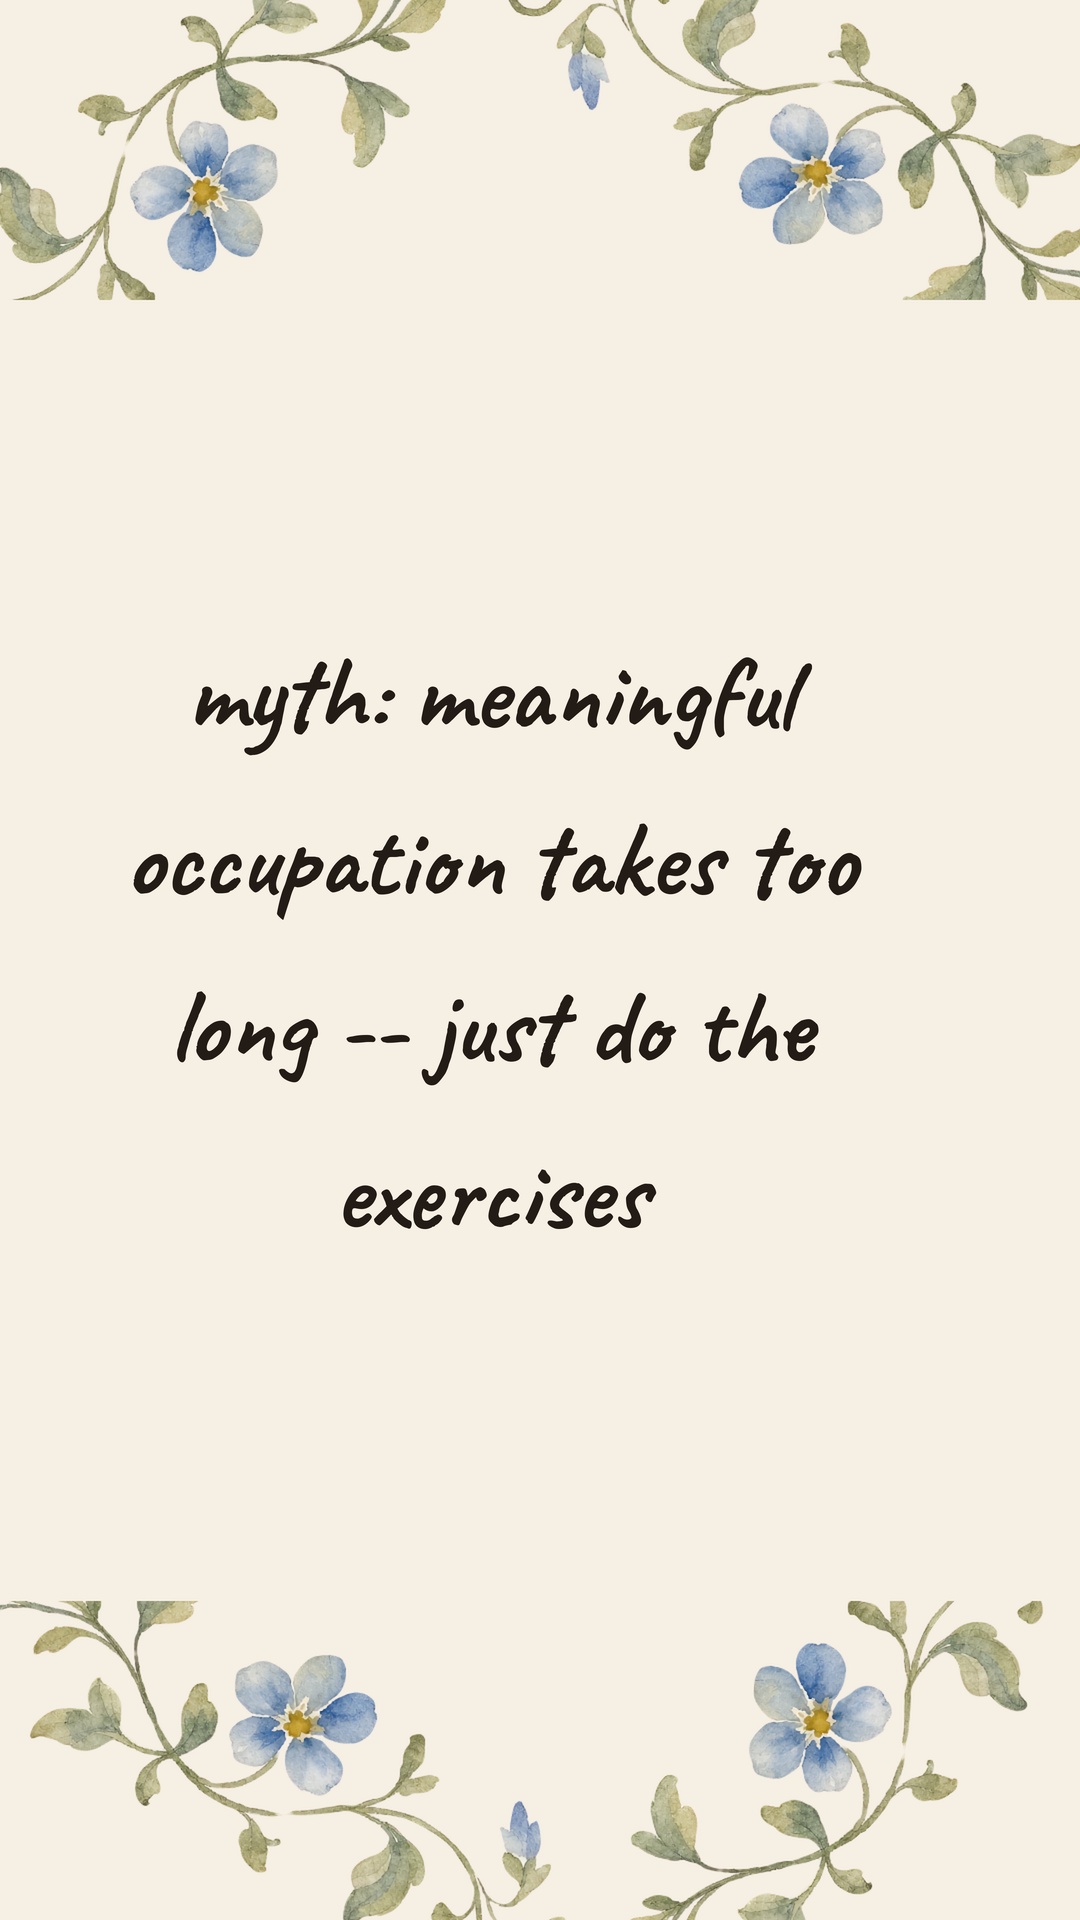 myth: meaningful
occupation takes too
long -- just do the
exercises